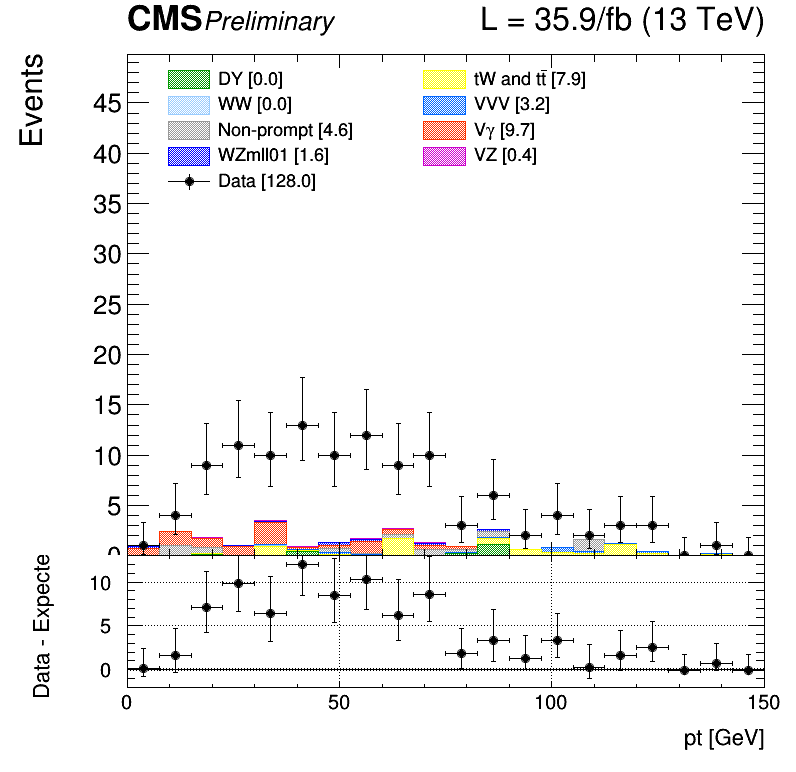 CMS Preliminary L = 35.9/fb (13 TeV)
Events
DY [0.0] tW and tt̄ [7.9]
WW [0.0] VVV [3.2]
Non-prompt [4.6] Vγ [9.7]
WZmll01 [1.6] VZ [0.4]
Data [128.0]
45
40
35
30
25
20
15
10
5
0
Data - Expecte
10
5
0
0 50 100 150
pt [GeV]